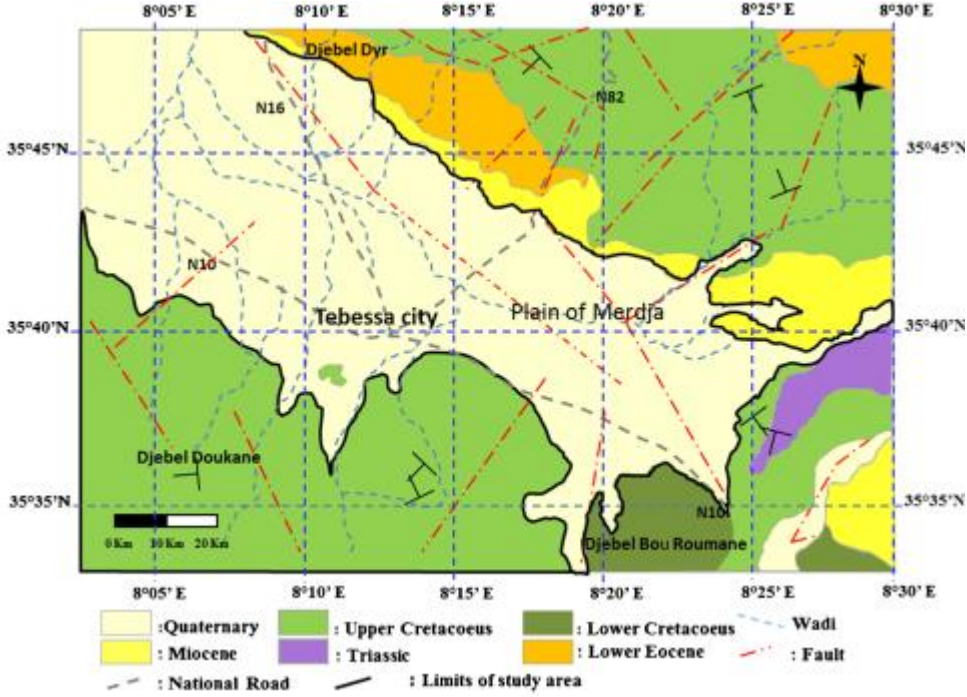 8°05' E 8°10' E 8°15' E 8°20' E 8°25' E 8°30' E
Djebel Dyr
N
N16
N82
35°45'N 35°45'N
N10
Tebessa city
Plain of Merdja
35°40'N 35°40'N
Djebel Doukane
35°35'N 35°35'N
N10
0 Km 10 Km 20 Km
Djebel Bou Roumane
8°05' E 8°10' E 8°15' E 8°20' E 8°25' E 8°30' E
:Quaternary : Upper Cretacoeus : Lower Cretacoeus Wadi
: Miocene : Triassic : Lower Eocene : Fault
: National Road : Limits of study area